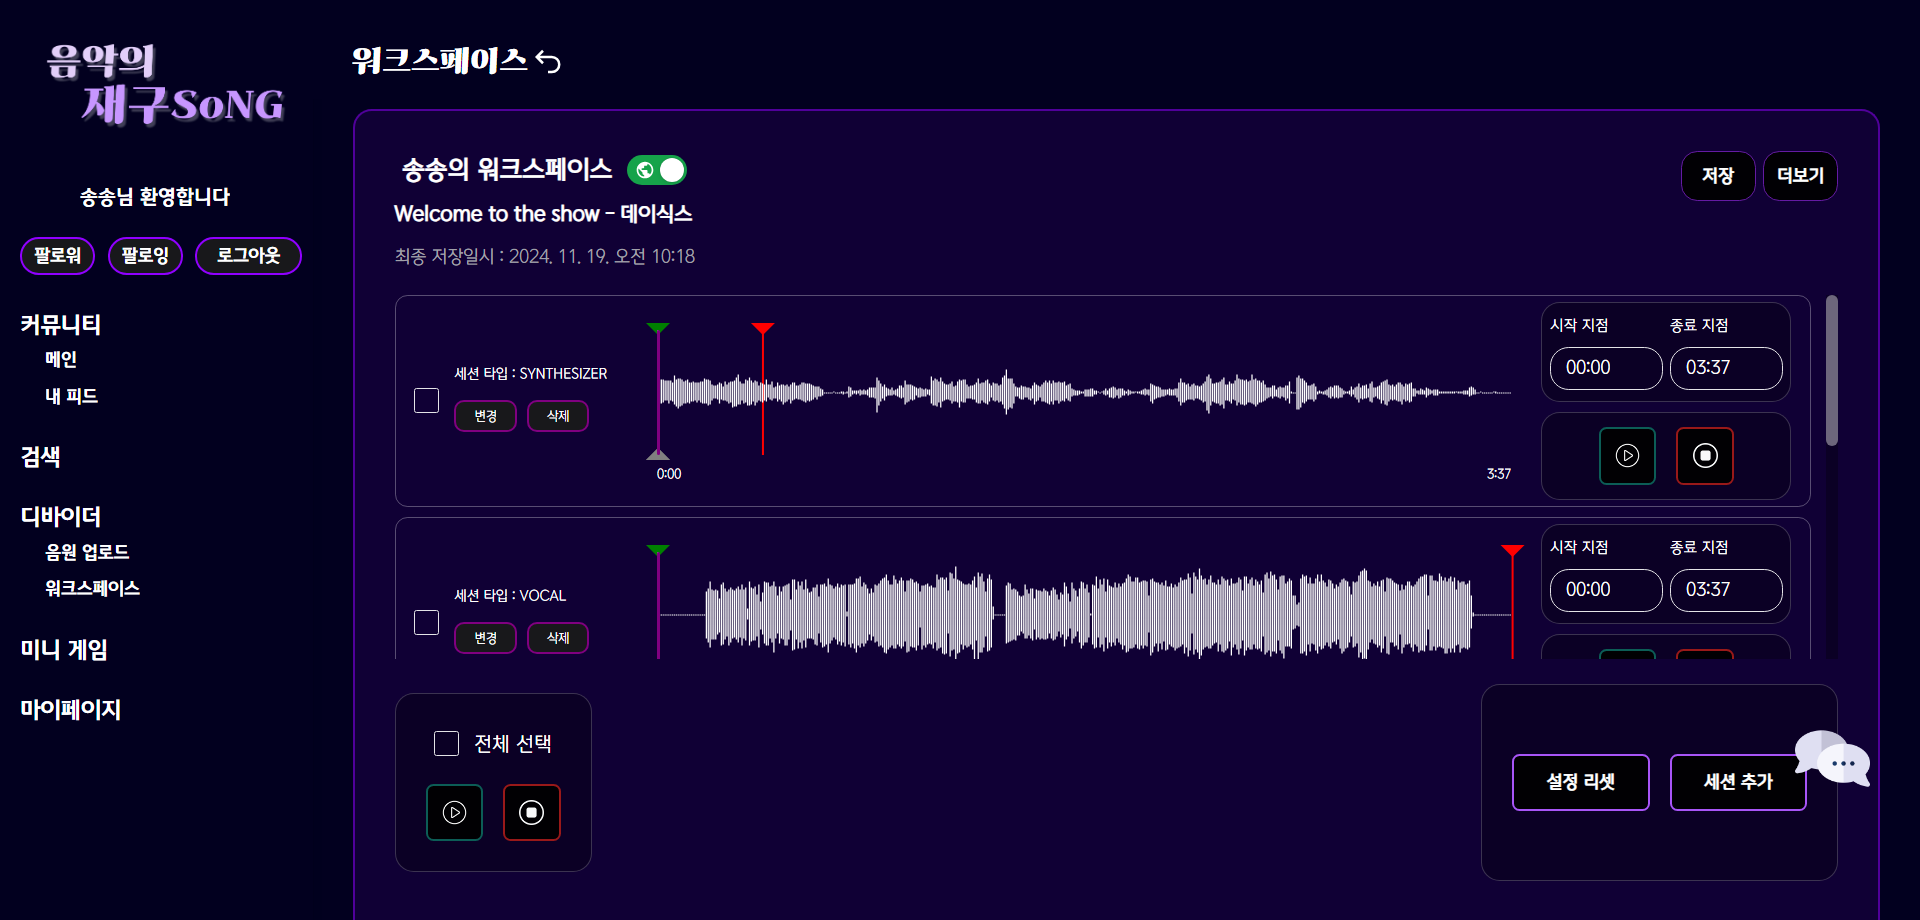 음악의
재구SoNG
송송님 환영합니다
팔로워 팔로잉 로그아웃
커뮤니티
메인
내 피드
검색
디바이더
음원 업로드
워크스페이스
미니 게임
마이페이지
워크스페이스
송송의 워크스페이스
저장 더보기
Welcome to the show - 데이식스
최종 저장일시 : 2024. 11. 19. 오전 10:18
세션 타입 : SYNTHESIZER
변경 삭제
0:00 3:37
시작 지점 종료 지점
00:00 03:37
세션 타입 : VOCAL
변경 삭제
시작 지점 종료 지점
00:00 03:37
전체 선택
설정 리셋 세션 추가